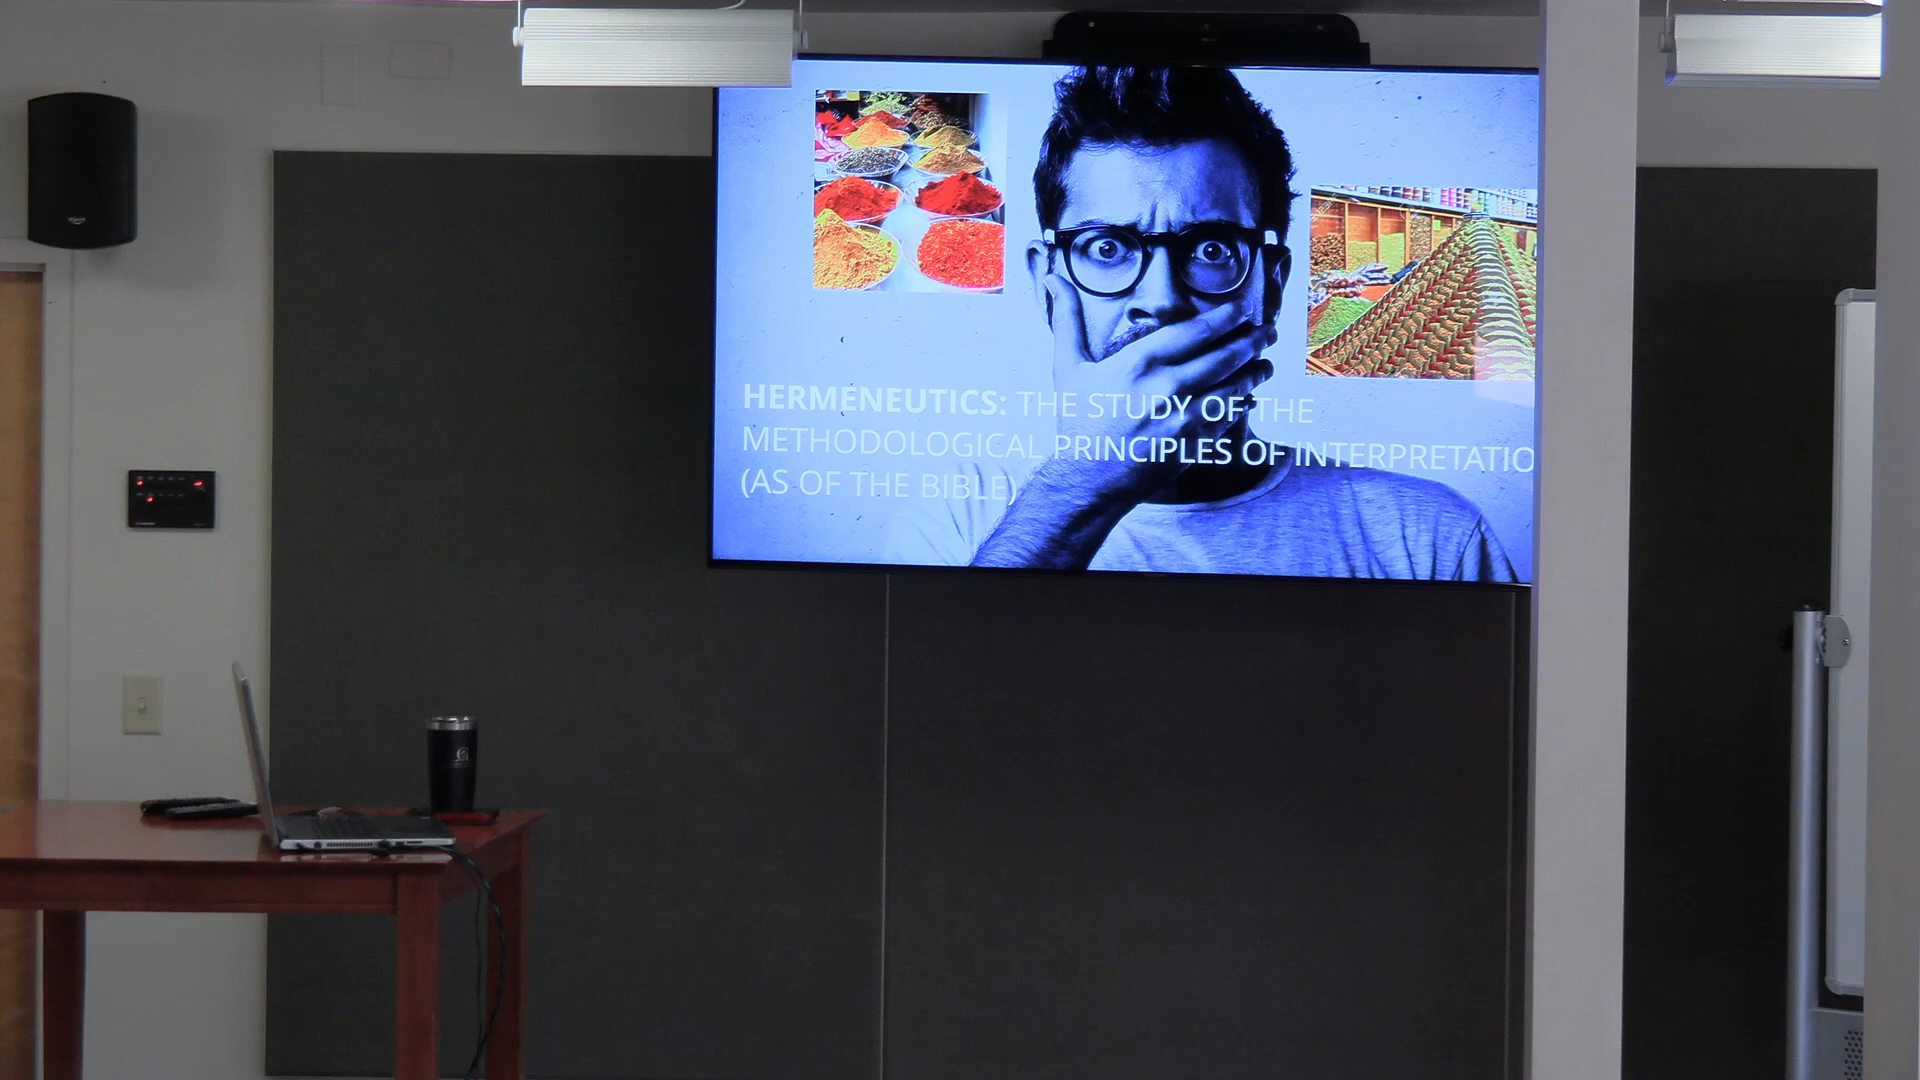 HERMENEUTICS: THE STUDY OF THE
METHODOLOGICAL PRINCIPLES OF INTERPRETATIO
(AS OF THE BIBLE)